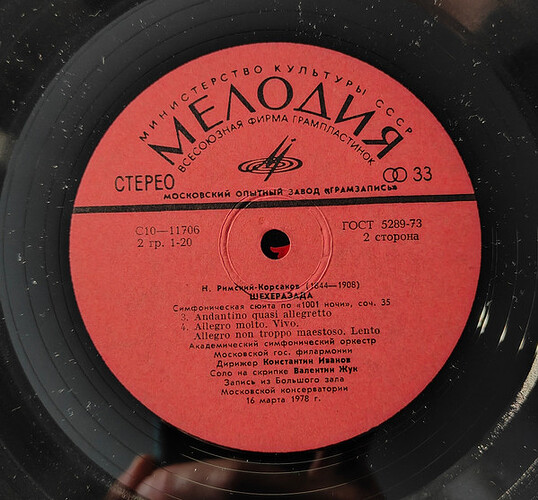 МИНИСТЕРСТВО КУЛЬТУРЫ СССР
МЕЛОДИЯ
ВСЕСОЮЗНАЯ ФИРМА ГРАМПЛАСТИНОК
СТЕРЕО
33
МОСКОВСКИЙ ОПЫТНЫЙ ЗАВОД «ГРАМЗАПИСЬ»
С10—11706
ГОСТ 5289-73
2 гр. 1-20
2 сторона
Н. Римский-Корсаков (1844—1908)
ШЕХЕРАЗАДА
Симфоническая сюита по «1001 ночи», соч. 35
3. Andantino quasi allegretto
4. Allegro molto. Vivo.
Allegro non troppo maestoso. Lento
Академический симфонический оркестр
Московской гос. филармонии
Дирижер Константин Иванов
Соло на скрипке Валентин Жук
Запись из Большого зала
Московской консерватории
16 марта 1978 г.